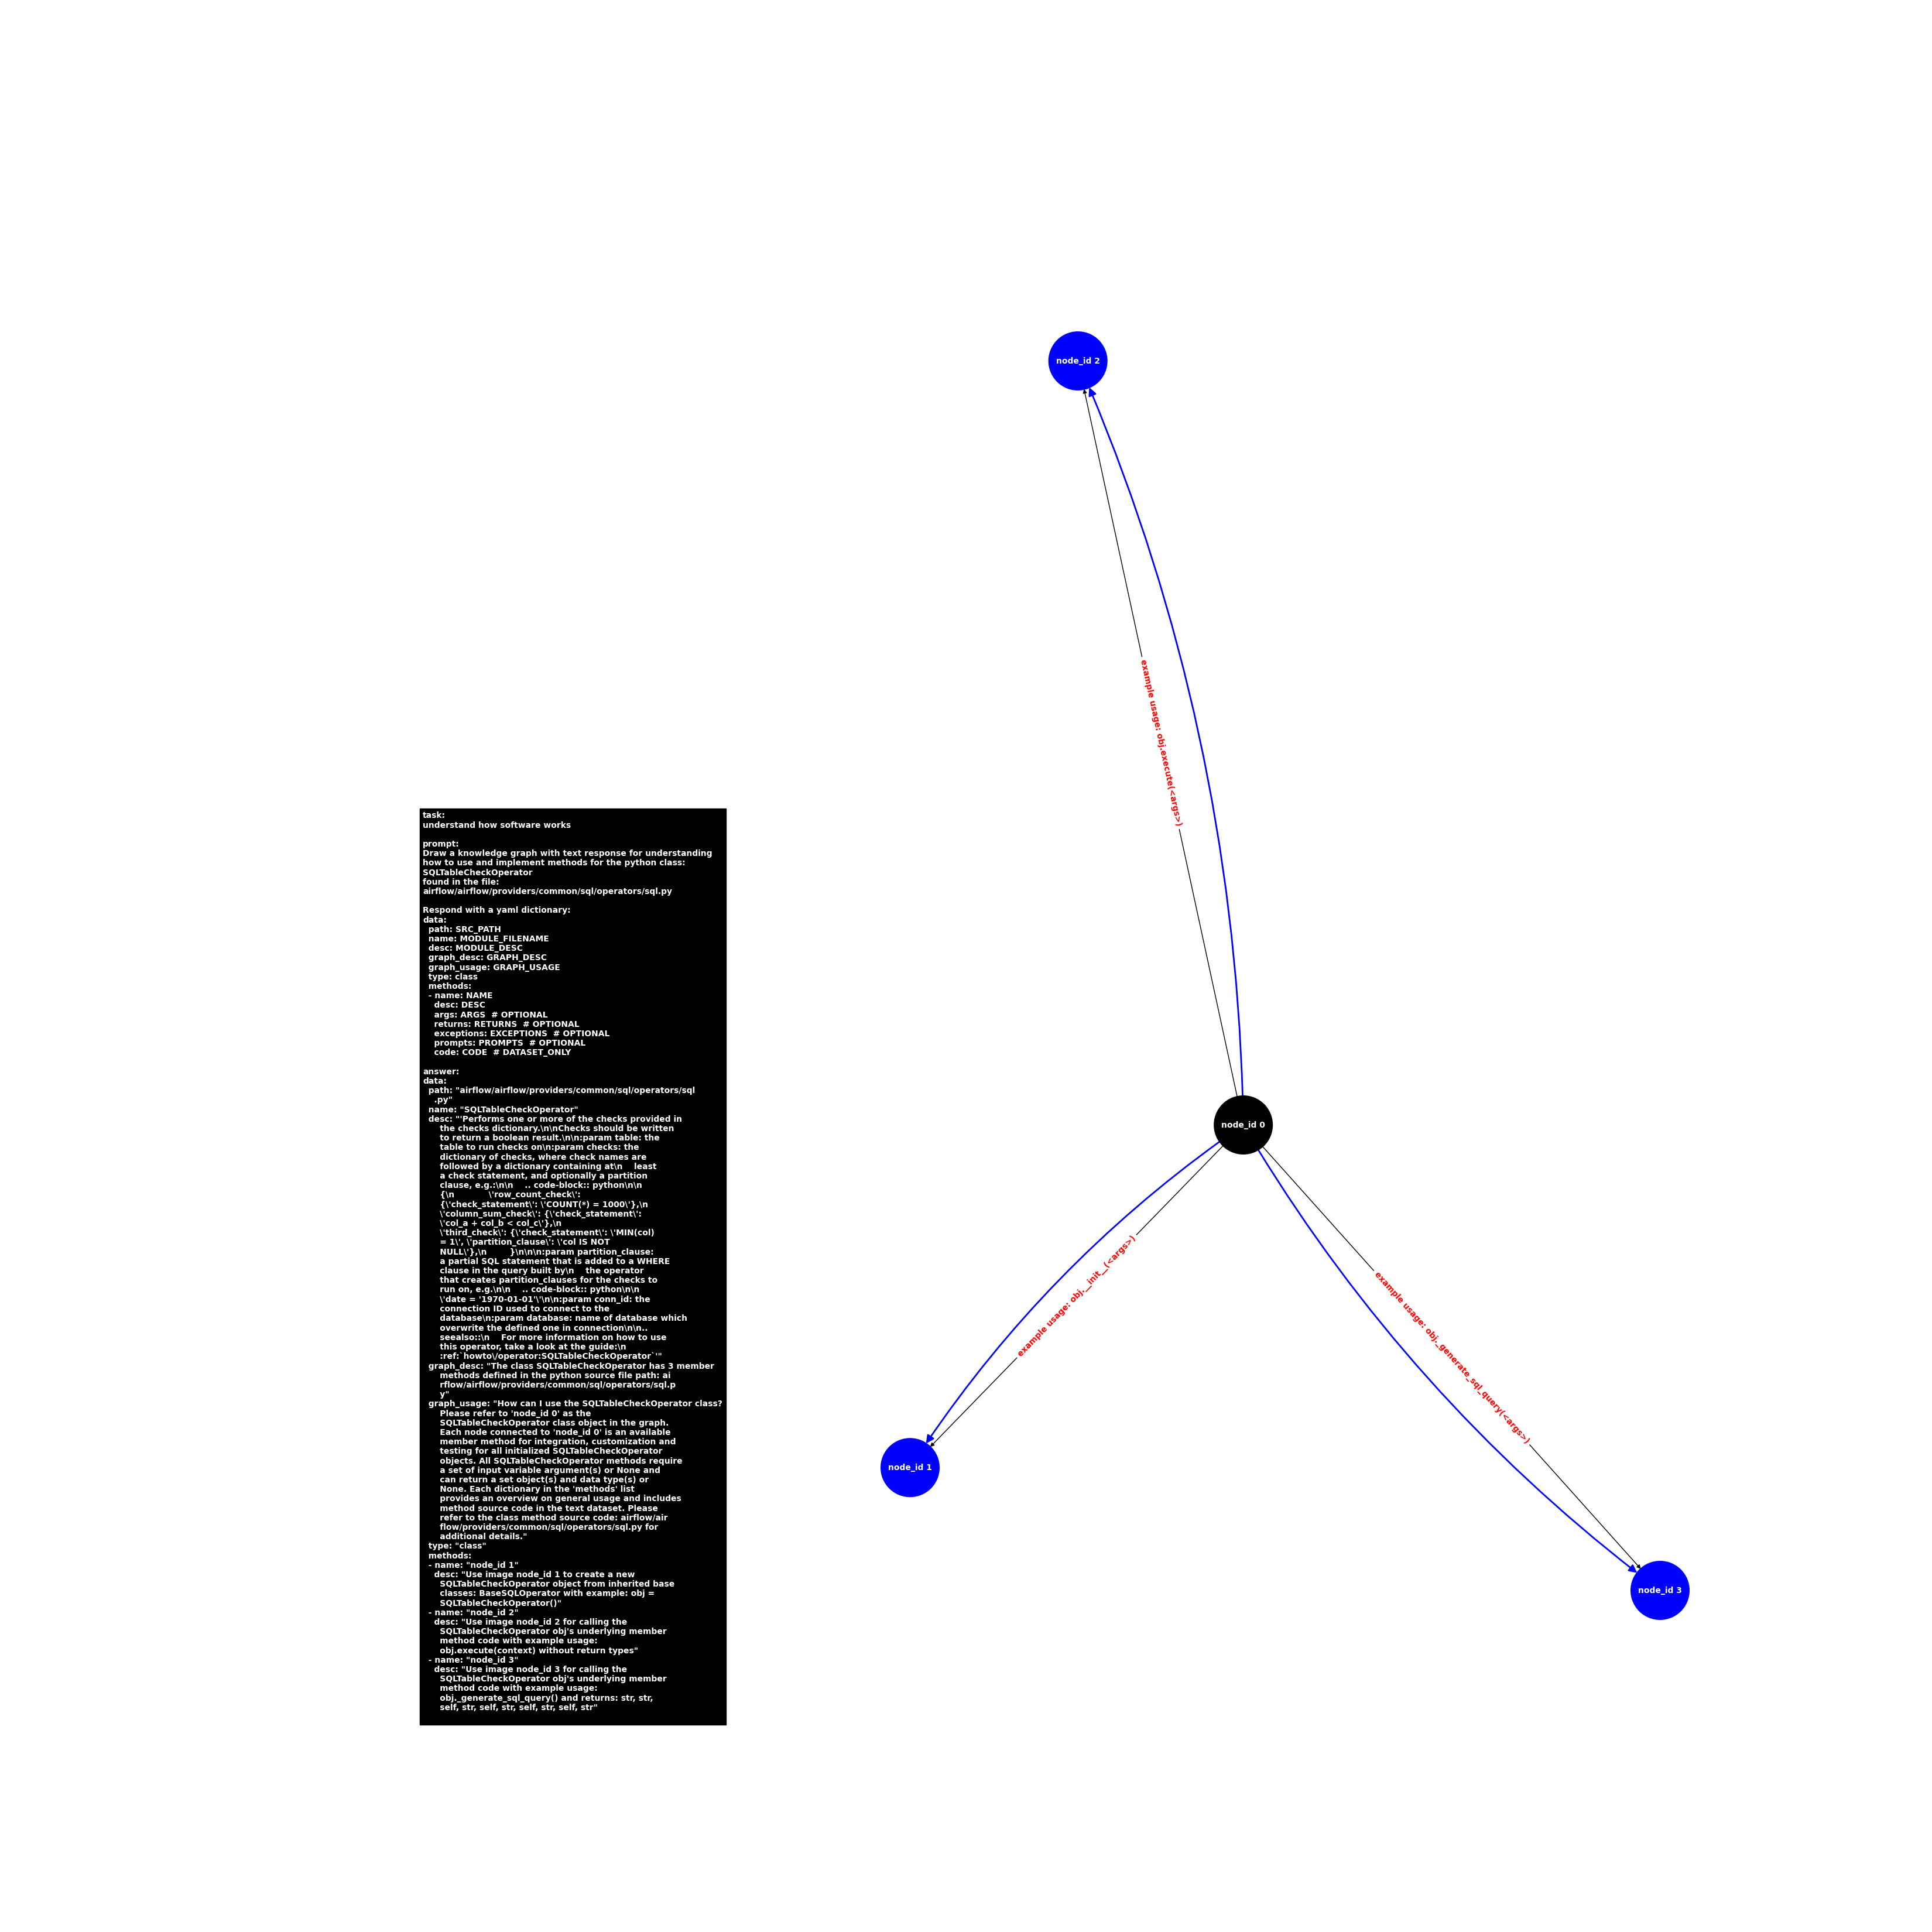 node_id 2
example usage: obj.execute(<args>)
task:
understand how software works

prompt:
Draw a knowledge graph with text response for understanding
how to use and implement methods for the python class:
SQLTableCheckOperator
found in the file:
airflow/airflow/providers/common/sql/operators/sql.py

Respond with a yaml dictionary:
data:
  path: SRC_PATH
  name: MODULE_FILENAME
  desc: MODULE_DESC
  graph_desc: GRAPH_DESC
  graph_usage: GRAPH_USAGE
  type: class
  methods:
  - name: NAME
    desc: DESC
    args: ARGS  # OPTIONAL
    returns: RETURNS  # OPTIONAL
    exceptions: EXCEPTIONS  # OPTIONAL
    prompts: PROMPTS  # OPTIONAL
    code: CODE  # DATASET_ONLY

answer:
data:
  path: "airflow/airflow/providers/common/sql/operators/sql
    .py"
  name: "SQLTableCheckOperator"
  desc: "'Performs one or more of the checks provided in
      the checks dictionary.\n\nChecks should be written
      to return a boolean result.\n\n:param table: the
      table to run checks on\n:param checks: the
      dictionary of checks, where check names are
      followed by a dictionary containing at\n    least
      a check statement, and optionally a partition
      clause, e.g.:\n\n    .. code-block:: python\n\n
      {\n            \'row_count_check\':
      {\'check_statement\': \'COUNT(*) = 1000\'},\n
      \'column_sum_check\': {\'check_statement\':
      \'col_a + col_b < col_c\'},\n
      \'third_check\': {\'check_statement\': \'MIN(col)
      = 1\', \'partition_clause\': \'col IS NOT
      NULL\'},\n        }\n\n\n:param partition_clause:
      a partial SQL statement that is added to a WHERE
      clause in the query built by\n    the operator
      that creates partition_clauses for the checks to
      run on, e.g.\n\n    .. code-block:: python\n\n
      \'date = '1970-01-01'\'\n\n:param conn_id: the
      connection ID used to connect to the
      database\n:param database: name of database which
      overwrite the defined one in connection\n\n..
      seealso::\n    For more information on how to use
      this operator, take a look at the guide:\n
      :ref:`howto\/operator:SQLTableCheckOperator`'"
  graph_desc: "The class SQLTableCheckOperator has 3 member
      methods defined in the python source file path: ai
      rflow/airflow/providers/common/sql/operators/sql.p
      y"
  graph_usage: "How can I use the SQLTableCheckOperator class?
      Please refer to 'node_id 0' as the
      SQLTableCheckOperator class object in the graph.
      Each node connected to 'node_id 0' is an available
      member method for integration, customization and
      testing for all initialized SQLTableCheckOperator
      objects. All SQLTableCheckOperator methods require
      a set of input variable argument(s) or None and
      can return a set object(s) and data type(s) or
      None. Each dictionary in the 'methods' list
      provides an overview on general usage and includes
      method source code in the text dataset. Please
      refer to the class method source code: airflow/air
      flow/providers/common/sql/operators/sql.py for
      additional details."
  type: "class"
  methods:
  - name: "node_id 1"
    desc: "Use image node_id 1 to create a new
      SQLTableCheckOperator object from inherited base
      classes: BaseSQLOperator with example: obj =
      SQLTableCheckOperator()"
  - name: "node_id 2"
    desc: "Use image node_id 2 for calling the
      SQLTableCheckOperator obj's underlying member
      method code with example usage:
      obj.execute(context) without return types"
  - name: "node_id 3"
    desc: "Use image node_id 3 for calling the
      SQLTableCheckOperator obj's underlying member
      method code with example usage:
      obj._generate_sql_query() and returns: str, str,
      self, str, self, str, self, str, self, str"
node_id 0
example usage: obj.__init__(<args>)
example usage: obj._generate_sql_query(<args>)
node_id 1
node_id 3